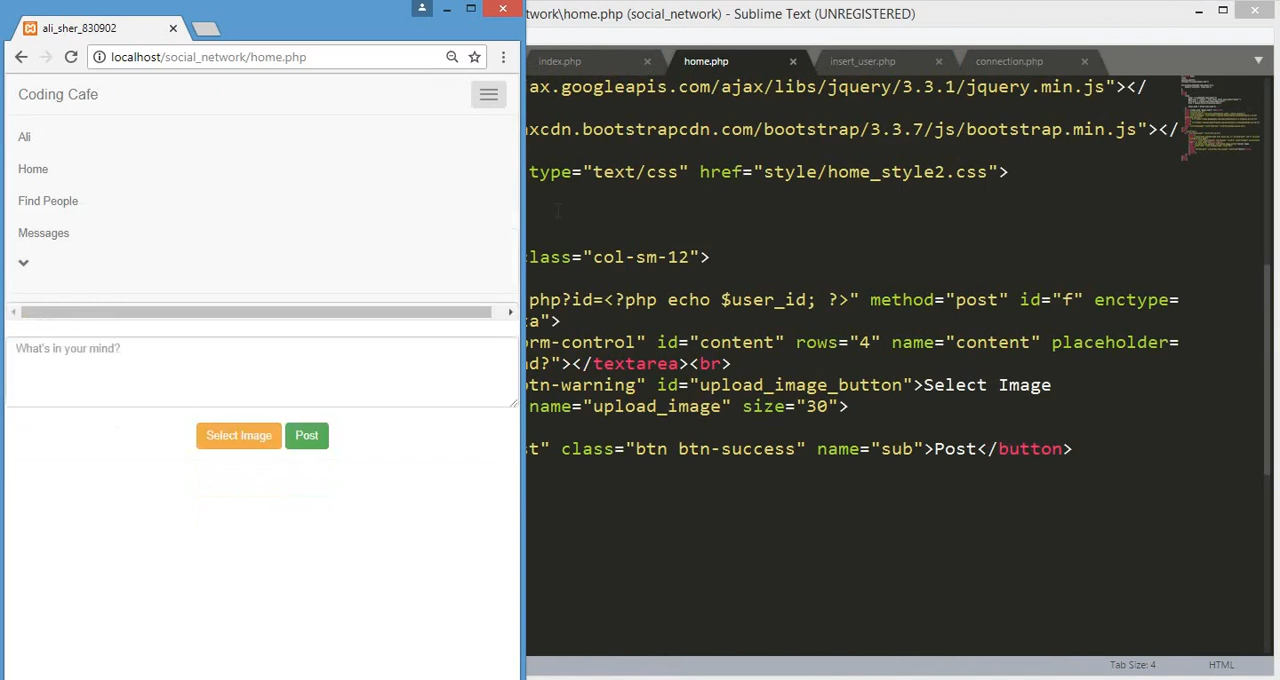 ali_sher_830902
localhost/social_network/home.php
Coding Cafe
Ali
Home
Find People
Messages
What's in your mind?
Select Image
Post
twork\home.php (social_network) - Sublime Text (UNREGISTERED)
index.php
home.php
insert_user.php
connection.php
ax.googleapis.com/ajax/libs/jquery/3.3.1/jquery.min.js"></
xcdn.bootstrapcdn.com/bootstrap/3.3.7/js/bootstrap.min.js"></
type="text/css" href="style/home_style2.css">
lass="col-sm-12">
php?id=<?php echo $user_id; ?>" method="post" id="f" enctype=
ta">
rm-control" id="content" rows="4" name="content" placeholder=
nd?"></textarea><br>
tn-warning" id="upload_image_button">Select Image
name="upload_image" size="30">
st" class="btn btn-success" name="sub">Post</button>
Tab Size: 4
HTML